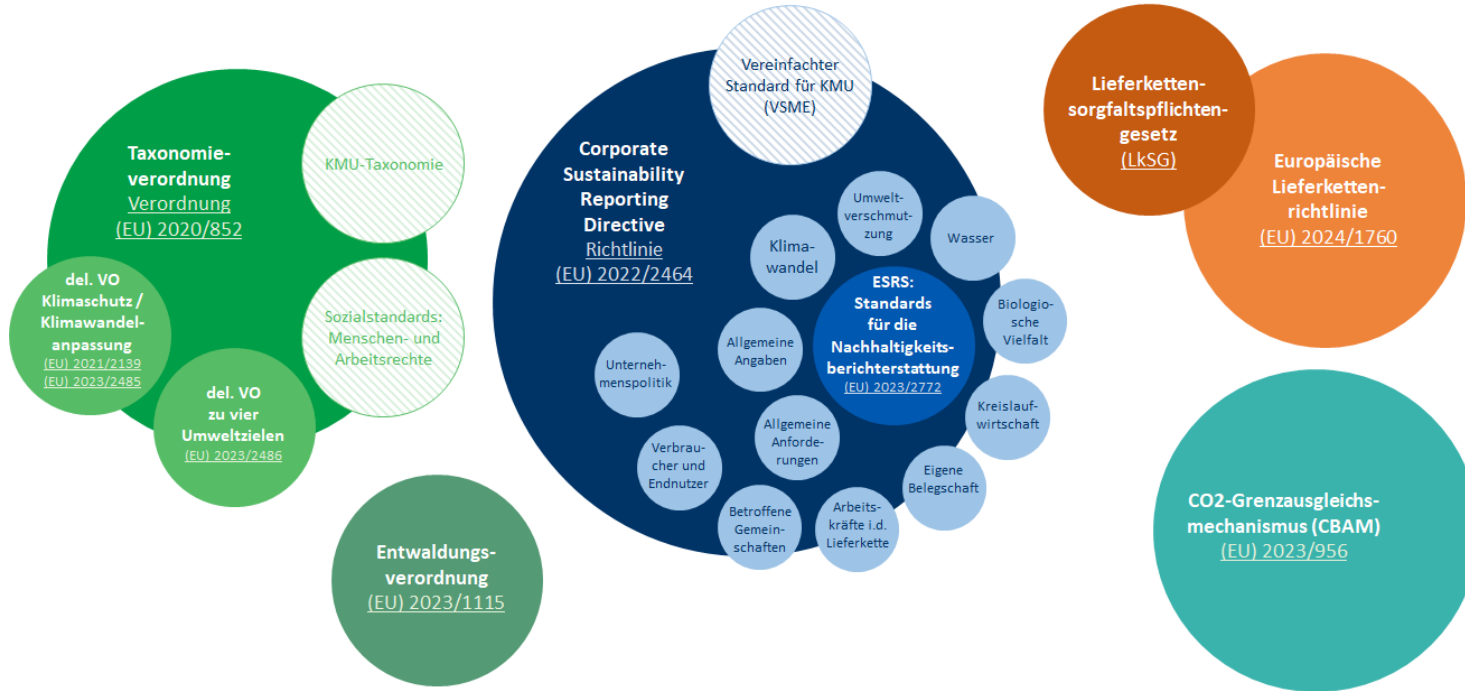 Taxonomie-
verordnung
Verordnung
(EU) 2020/852
KMU-Taxonomie
Sozialstandards:
Menschen- und
Arbeitsrechte
del. VO
Klimaschutz /
Klimawandel-
anpassung
(EU) 2021/2139
(EU) 2023/2485
del. VO
zu vier
Umweltzielen
(EU) 2023/2486
Entwaldungs-
verordnung
(EU) 2023/1115
Vereinfachter
Standard für KMU
(VSME)
Corporate
Sustainability
Reporting
Directive
Richtlinie
(EU) 2022/2464
Umwelt-
verschmut-
zung
Klima-
wandel
Wasser
ESRS:
Standards
für die
Nachhaltigkeits-
berichterstattung
(EU) 2023/2772
Biologio-
sche
Vielfalt
Allgemeine
Angaben
Unterneh-
menspolitik
Kreislauf-
wirtschaft
Allgemeine
Anforde-
rungen
Verbrau-
cher und
Endnutzer
Eigene
Belegschaft
Betroffene
Gemein-
schaften
Arbeits-
kräfte i.d.
Lieferkette
Lieferketten-
sorgfaltspflichten-
gesetz
(LkSG)
Europäische
Lieferketten-
richtlinie
(EU) 2024/1760
CO2-Grenzausgleichs-
mechanismus (CBAM)
(EU) 2023/956